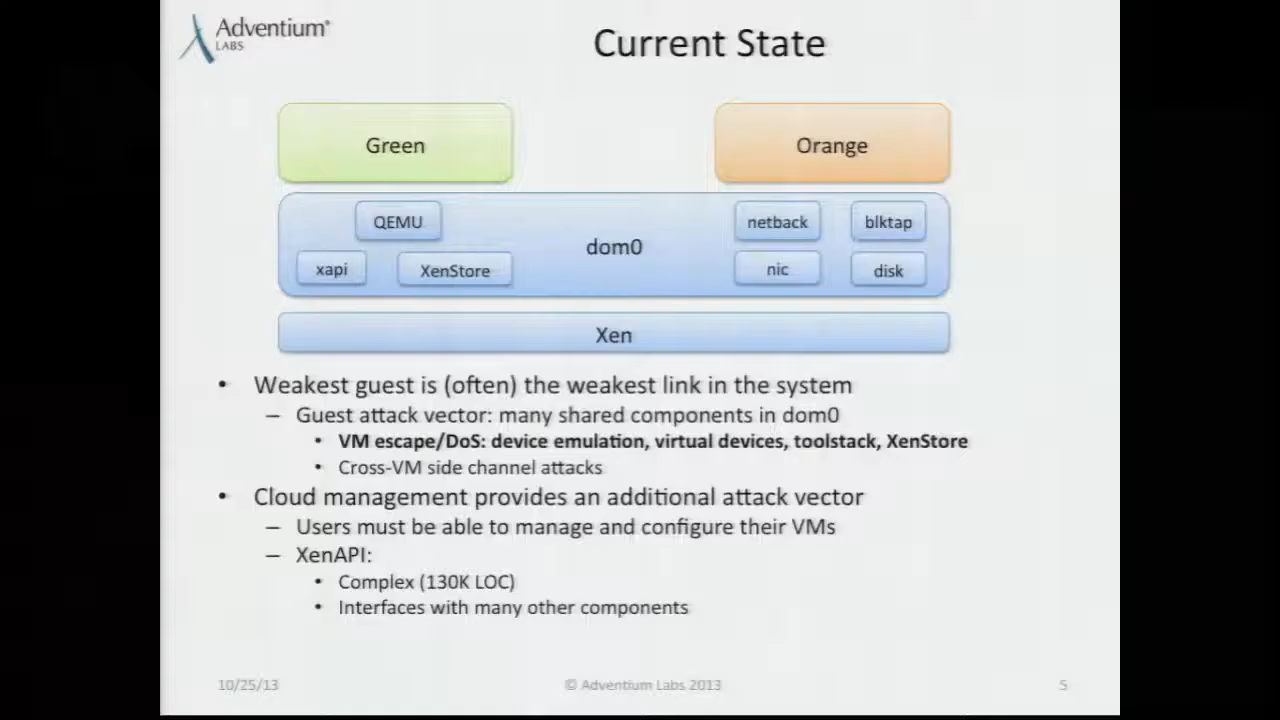 Adventium®
LABS
Current State
Green
Orange
QEMU
netback
blktap
dom0
xapi
XenStore
nic
disk
Xen
• Weakest guest is (often) the weakest link in the system
– Guest attack vector: many shared components in dom0
• VM escape/DoS: device emulation, virtual devices, toolstack, XenStore
• Cross-VM side channel attacks
• Cloud management provides an additional attack vector
– Users must be able to manage and configure their VMs
– XenAPI:
• Complex (130K LOC)
• Interfaces with many other components
10/25/13
© Adventium Labs 2013
5